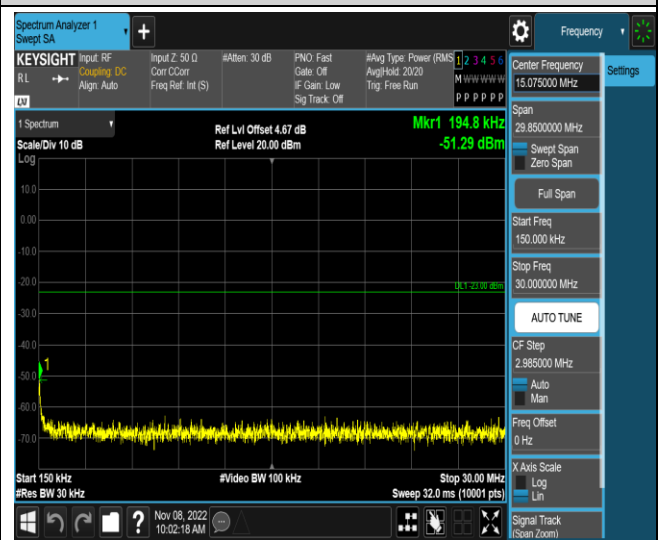 Spectrum Analyzer 1
Swept SA
Frequency
KEYSIGHT
RL
LXI
Input: RF
Coupling: DC
Align: Auto
Input Z: 50 Ω
Corr CCorr
Freq Ref: Int (S)
#Atten: 30 dB
PNO: Fast
Gate: Off
IF Gain: Low
Sig Track: Off
#Avg Type: Power (RMS
Avg|Hold: 20/20
Trig: Free Run
1 2 3 4 5 6
M W W W W W
P P P P P P
1 Spectrum
Scale/Div 10 dB
Ref Lvl Offset 4.67 dB
Ref Level 20.00 dBm
Mkr1 194.8 kHz
-51.29 dBm
Log
10.0
0.00
-10.0
-20.0
DL1 -23.00 dBm
-30.0
-40.0
1
-50.0
-60.0
-70.0
Start 150 kHz
#Video BW 100 kHz
Stop 30.00 MHz
#Res BW 30 kHz
Sweep 32.0 ms (10001 pts)
Nov 08, 2022
10:02:18 AM
?
Center Frequency
15.075000 MHz
Settings
Span
29.8500000 MHz
Swept Span
Zero Span
Full Span
Start Freq
150.000 kHz
Stop Freq
30.000000 MHz
AUTO TUNE
CF Step
2.985000 MHz
Auto
Man
Freq Offset
0 Hz
X Axis Scale
Log
Lin
Signal Track
(Span Zoom)